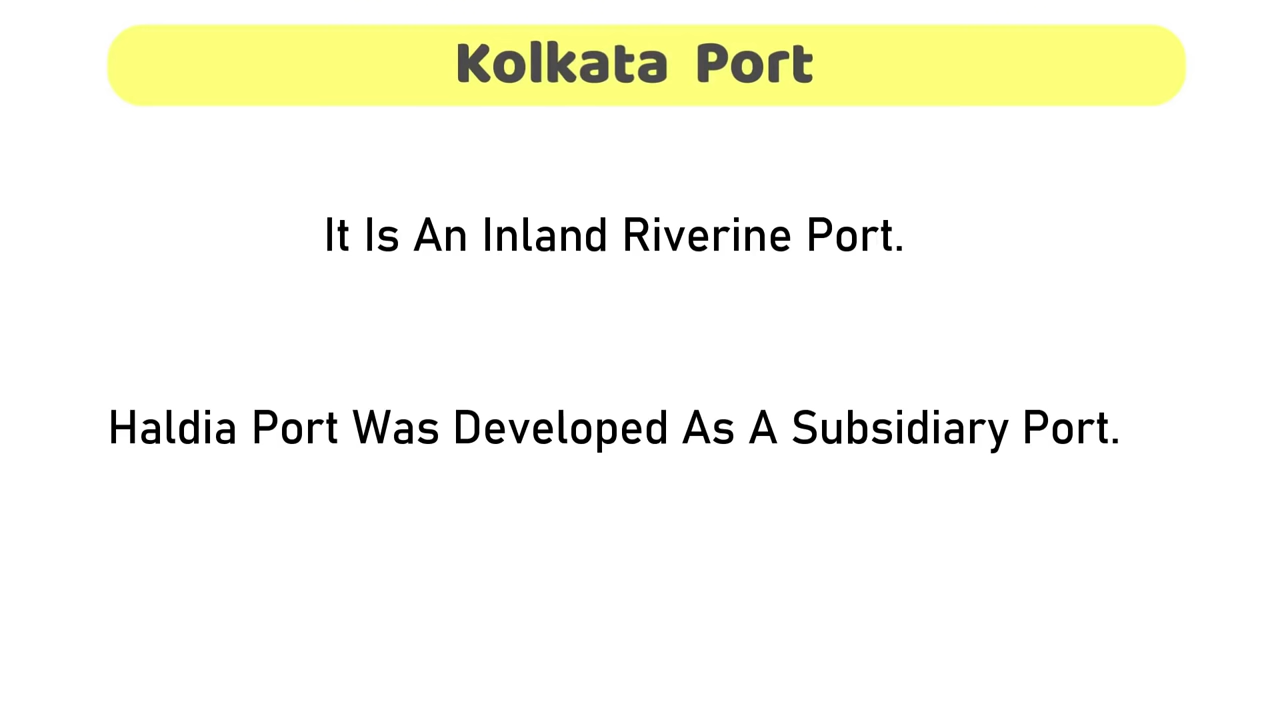 Kolkata Port
It Is An Inland Riverine Port.
Haldia Port Was Developed As A Subsidiary Port.